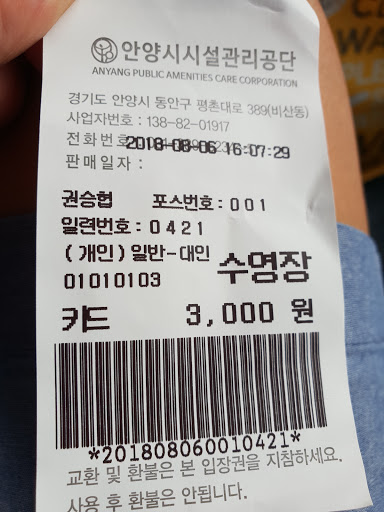 안양시시설관리공단
ANYANG PUBLIC AMENITIES CARE CORPORATION
경기도 안양시 동안구 평촌대로 389(비산동)
사업자번호 : 138-82-01917
전화번호
2018-08-06 16:07:29
판매일자 :
권승협 포스번호 : 001
일련번호 : 0421
(개인) 일반-대인
수영장
01010103
카드 3,000 원
*201808060010421*
교환 및 환불은 본 입장권을 지참하세요.
사용 후 환불은 안됩니다.